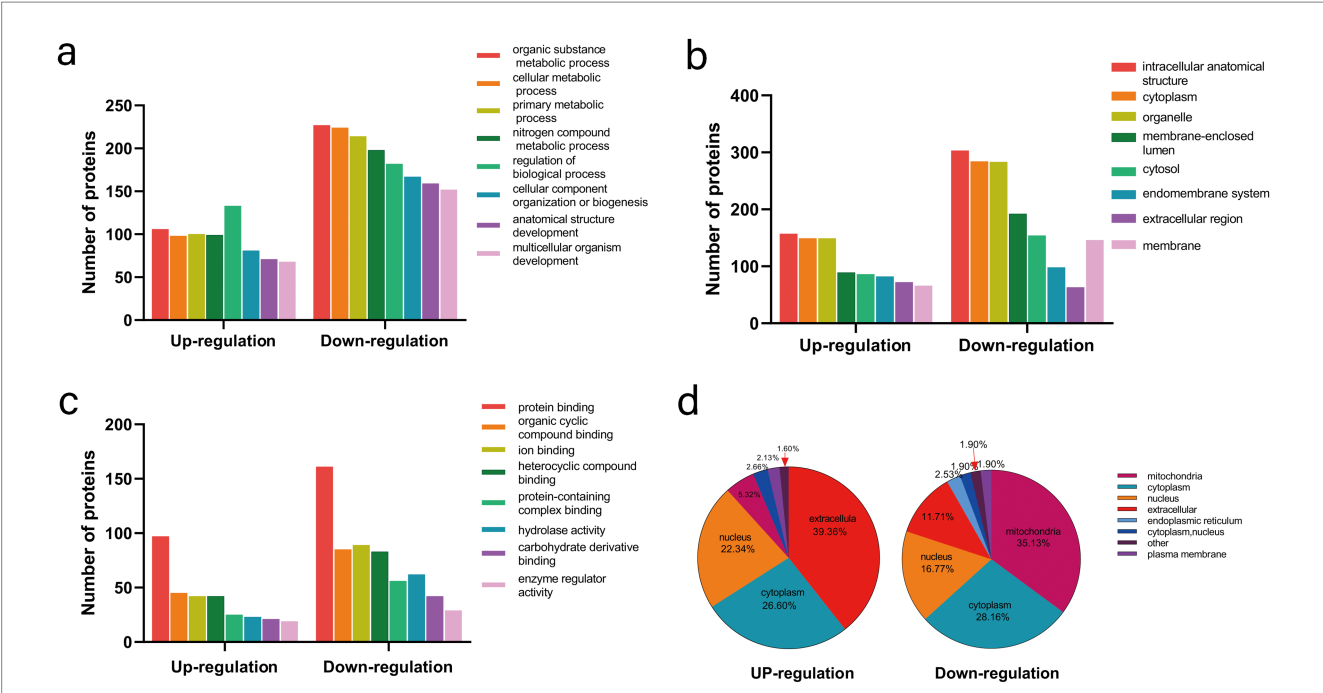 a
organic substance
metabolic process
cellular metabolic
process
primary metabolic
process
nitrogen compound
metabolic process
regulation of
biological process
cellular component
organization or biogenesis
anatomical structure
development
multicellular organism
development
Number of proteins
250
200
150
100
50
0
Up-regulation
Down-regulation
b
intracellular anatomical
structure
cytoplasm
organelle
membrane-enclosed
lumen
cytosol
endomembrane system
extracellular region
membrane
Number of proteins
400
300
200
100
0
Up-regulation
Down-regulation
c
protein binding
organic cyclic
compound binding
ion binding
heterocyclic compound
binding
protein-containing
complex binding
hydrolase activity
carbohydrate derivative
binding
enzyme regulator
activity
Number of proteins
200
150
100
50
0
Up-regulation
Down-regulation
d
1.60%
2.13%
2.66%
5.32%
extracellula
39.36%
nucleus
22.34%
cytoplasm
26.60%
UP-regulation
1.90%
1.90%
1.90%
2.53%
11.71%
mitochondria
35.13%
nucleus
16.77%
cytoplasm
28.16%
Down-regulation
mitochondria
cytoplasm
nucleus
extracellular
endoplasmic reticulum
cytoplasm,nucleus
other
plasma membrane